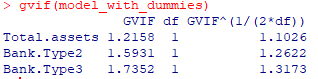 > gvif(model_with_dummies)
GVIF df GVIF^(1/(2*df))
Total.assets 1.2158 1 1.1026
Bank.Type2 1.5931 1 1.2622
Bank.Type3 1.7352 1 1.3173